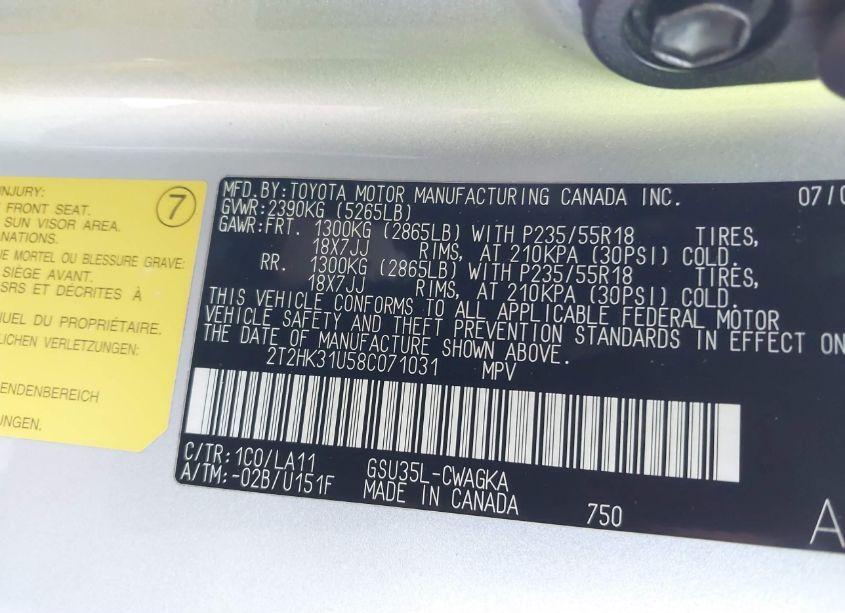 NJURY:
FRONT SEAT.
SUN VISOR AREA.
ANATIONS.
7
UE MORTEL OU BLESSURE GRAVE:
SIÈGE AVANT.
SRS ET DÉCRITES À
NUEL DU PROPRIÉTAIRE.
LICHEN VERLETZUNGEN:
ENDENBEREICH
UNGEN.
MFD.BY:TOYOTA MOTOR MANUFACTURING CANADA INC. 07/0
GVWR:2390KG (5265LB)
GAWR:FRT. 1300KG (2865LB) WITH P235/55R18 TIRES,
18X7JJ RIMS, AT 210KPA (30PSI) COLD.
RR. 1300KG (2865LB) WITH P235/55R18 TIRES,
18X7JJ RIMS, AT 210KPA (30PSI) COLD.
THIS VEHICLE CONFORMS TO ALL APPLICABLE FEDERAL MOTOR
VEHICLE SAFETY AND THEFT PREVENTION STANDARDS IN EFFECT ON
THE DATE OF MANUFACTURE SHOWN ABOVE.
2T2HK31U58C071031 MPV
C/TR:1C0/LA11 GSU35L-CWAGKA
A/TM:-02B/U151F MADE IN CANADA 750 A